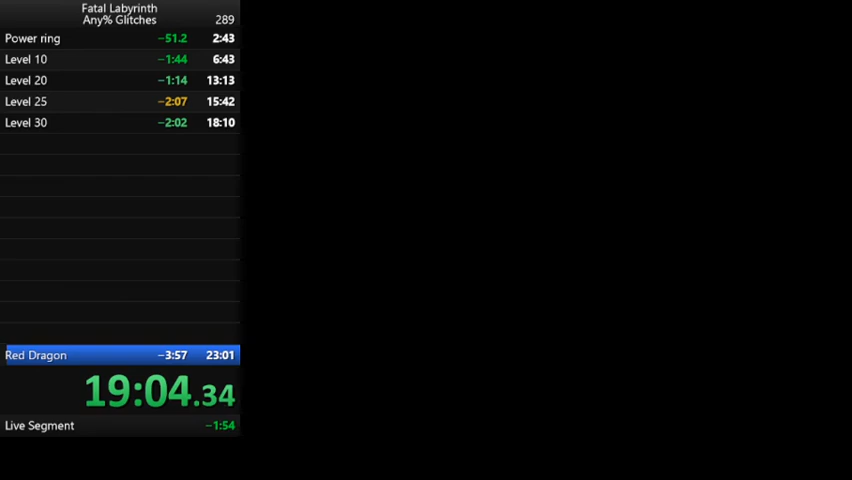 Fatal Labyrinth
Any% Glitches 289
Power ring −51.2 2:43
Level 10 −1:44 6:43
Level 20 −1:14 13:13
Level 25 −2:07 15:42
Level 30 −2:02 18:10
Red Dragon −3:57 23:01
19:04.34
Live Segment −1:54